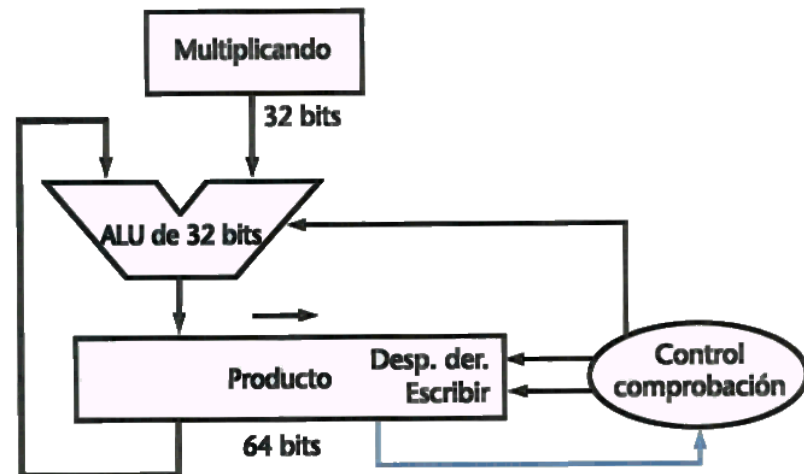 Multiplicando
32 bits
ALU de 32 bits
Desp. der.
Producto
Escribir
Control
comprobación
64 bits